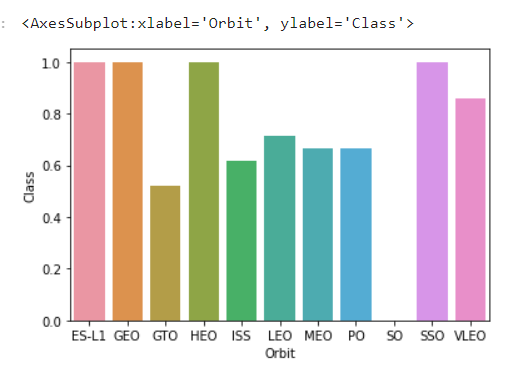 : <AxesSubplot:xlabel='Orbit', ylabel='Class'>
1.0
0.8
0.6
0.4
0.2
0.0
Class
ES-L1 GEO GTO HEO ISS LEO MEO PO SO SSO VLEO
Orbit